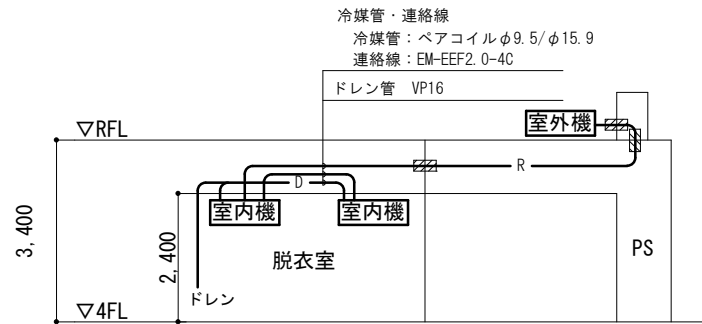 冷媒管・連絡線
冷媒管：ペアコイルφ9.5/φ15.9
連絡線：EM-EEF2.0-4C
ドレン管 VP16
室外機
▽RFL
R
D
室内機
室内機
3,400
2,400
脱衣室
PS
ドレン
▽4FL